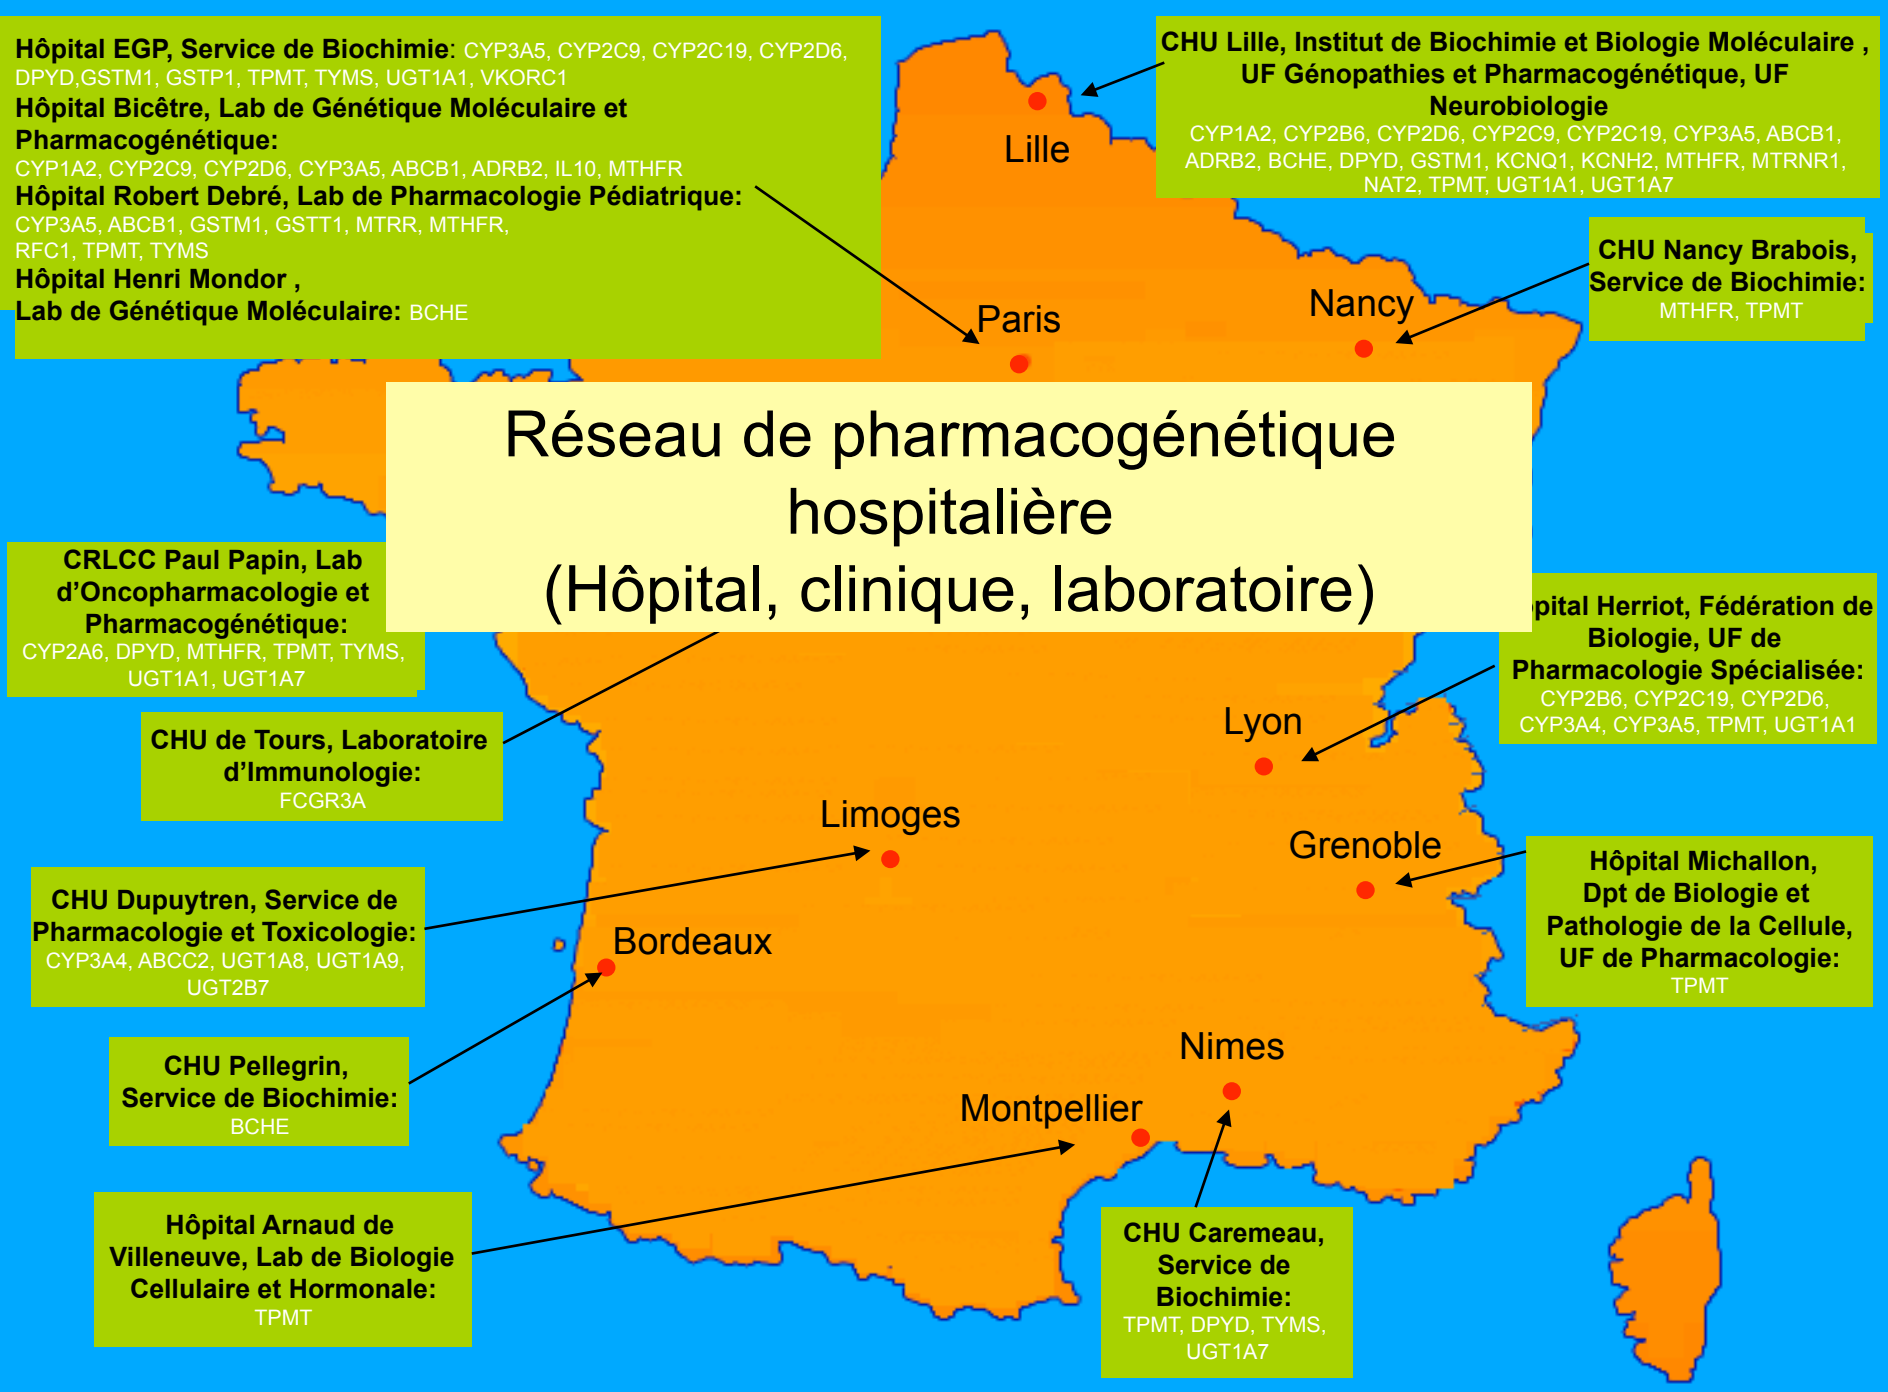 Hôpital EGP, Service de Biochimie: CYP3A5, CYP2C9, CYP2C19, CYP2D6,
DPYD,GSTM1, GSTP1, TPMT, TYMS, UGT1A1, VKORC1
Hôpital Bicêtre, Lab de Génétique Moléculaire et
Pharmacogénétique:
CYP1A2, CYP2C9, CYP2D6, CYP3A5, ABCB1, ADRB2, IL10, MTHFR
Hôpital Robert Debré, Lab de Pharmacologie Pédiatrique:
CYP3A5, ABCB1, GSTM1, GSTT1, MTRR, MTHFR,
RFC1, TPMT, TYMS
Hôpital Henri Mondor ,
Lab de Génétique Moléculaire: BCHE
CHU Lille, Institut de Biochimie et Biologie Moléculaire ,
UF Génopathies et Pharmacogénétique, UF
Neurobiologie
CYP1A2, CYP2B6, CYP2D6, CYP2C9, CYP2C19, CYP3A5, ABCB1,
ADRB2, BCHE, DPYD, GSTM1, KCNQ1, KCNH2, MTHFR, MTRNR1,
NAT2, TPMT, UGT1A1, UGT1A7
Lille
CHU Nancy Brabois,
Service de Biochimie:
MTHFR, TPMT
Nancy
Paris
Réseau de pharmacogénétique
hospitalière
(Hôpital, clinique, laboratoire)
CRLCC Paul Papin, Lab
d’Oncopharmacologie et
Pharmacogénétique:
CYP2A6, DPYD, MTHFR, TPMT, TYMS,
UGT1A1, UGT1A7
pital Herriot, Fédération de
Biologie, UF de
Pharmacologie Spécialisée:
CYP2B6, CYP2C19, CYP2D6,
CYP3A4, CYP3A5, TPMT, UGT1A1
CHU de Tours, Laboratoire
d’Immunologie:
FCGR3A
Lyon
Limoges
Grenoble
CHU Dupuytren, Service de
Pharmacologie et Toxicologie:
CYP3A4, ABCC2, UGT1A8, UGT1A9,
UGT2B7
Hôpital Michallon,
Dpt de Biologie et
Pathologie de la Cellule,
UF de Pharmacologie:
TPMT
Bordeaux
CHU Pellegrin,
Service de Biochimie:
BCHE
Nimes
Montpellier
Hôpital Arnaud de
Villeneuve, Lab de Biologie
Cellulaire et Hormonale:
TPMT
CHU Caremeau,
Service de
Biochimie:
TPMT, DPYD, TYMS,
UGT1A7